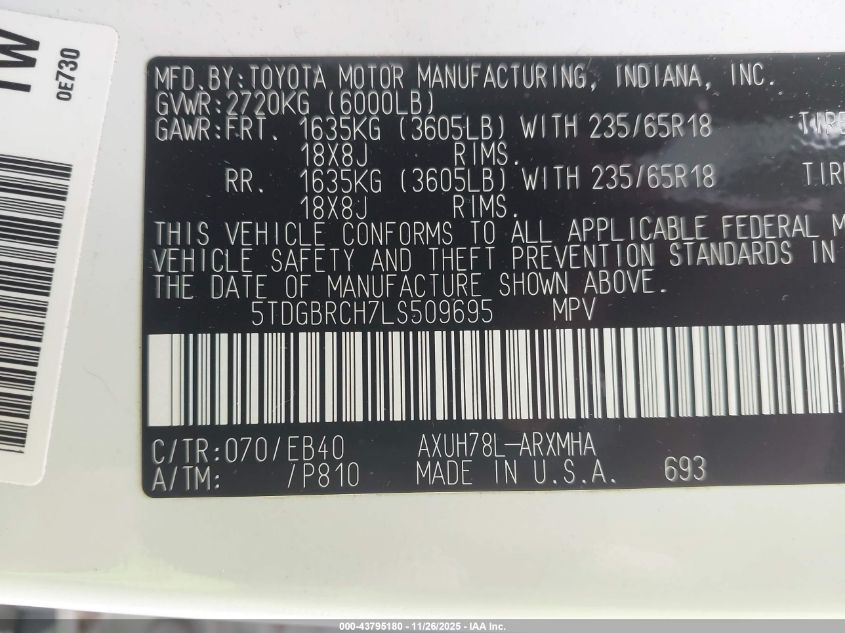 1W
0E730
MFD.BY:TOYOTA MOTOR MANUFACTURING, INDIANA, INC.
GVWR:2720KG (6000LB)
GAWR:FRT. 1635KG (3605LB) WITH 235/65R18 TIRE
18X8J RIMS.
RR. 1635KG (3605LB) WITH 235/65R18 TIR
18X8J RIMS.
THIS VEHICLE CONFORMS TO ALL APPLICABLE FEDERAL M
VEHICLE SAFETY AND THEFT PREVENTION STANDARDS IN
THE DATE OF MANUFACTURE SHOWN ABOVE.
5TDGBRCH7LS509695 MPV
C/TR:070/EB40 AXUH78L-ARXMHA
A/TM: /P810 MADE IN U.S.A. 693
000-43795180 - 11/26/2025 - IAA Inc.